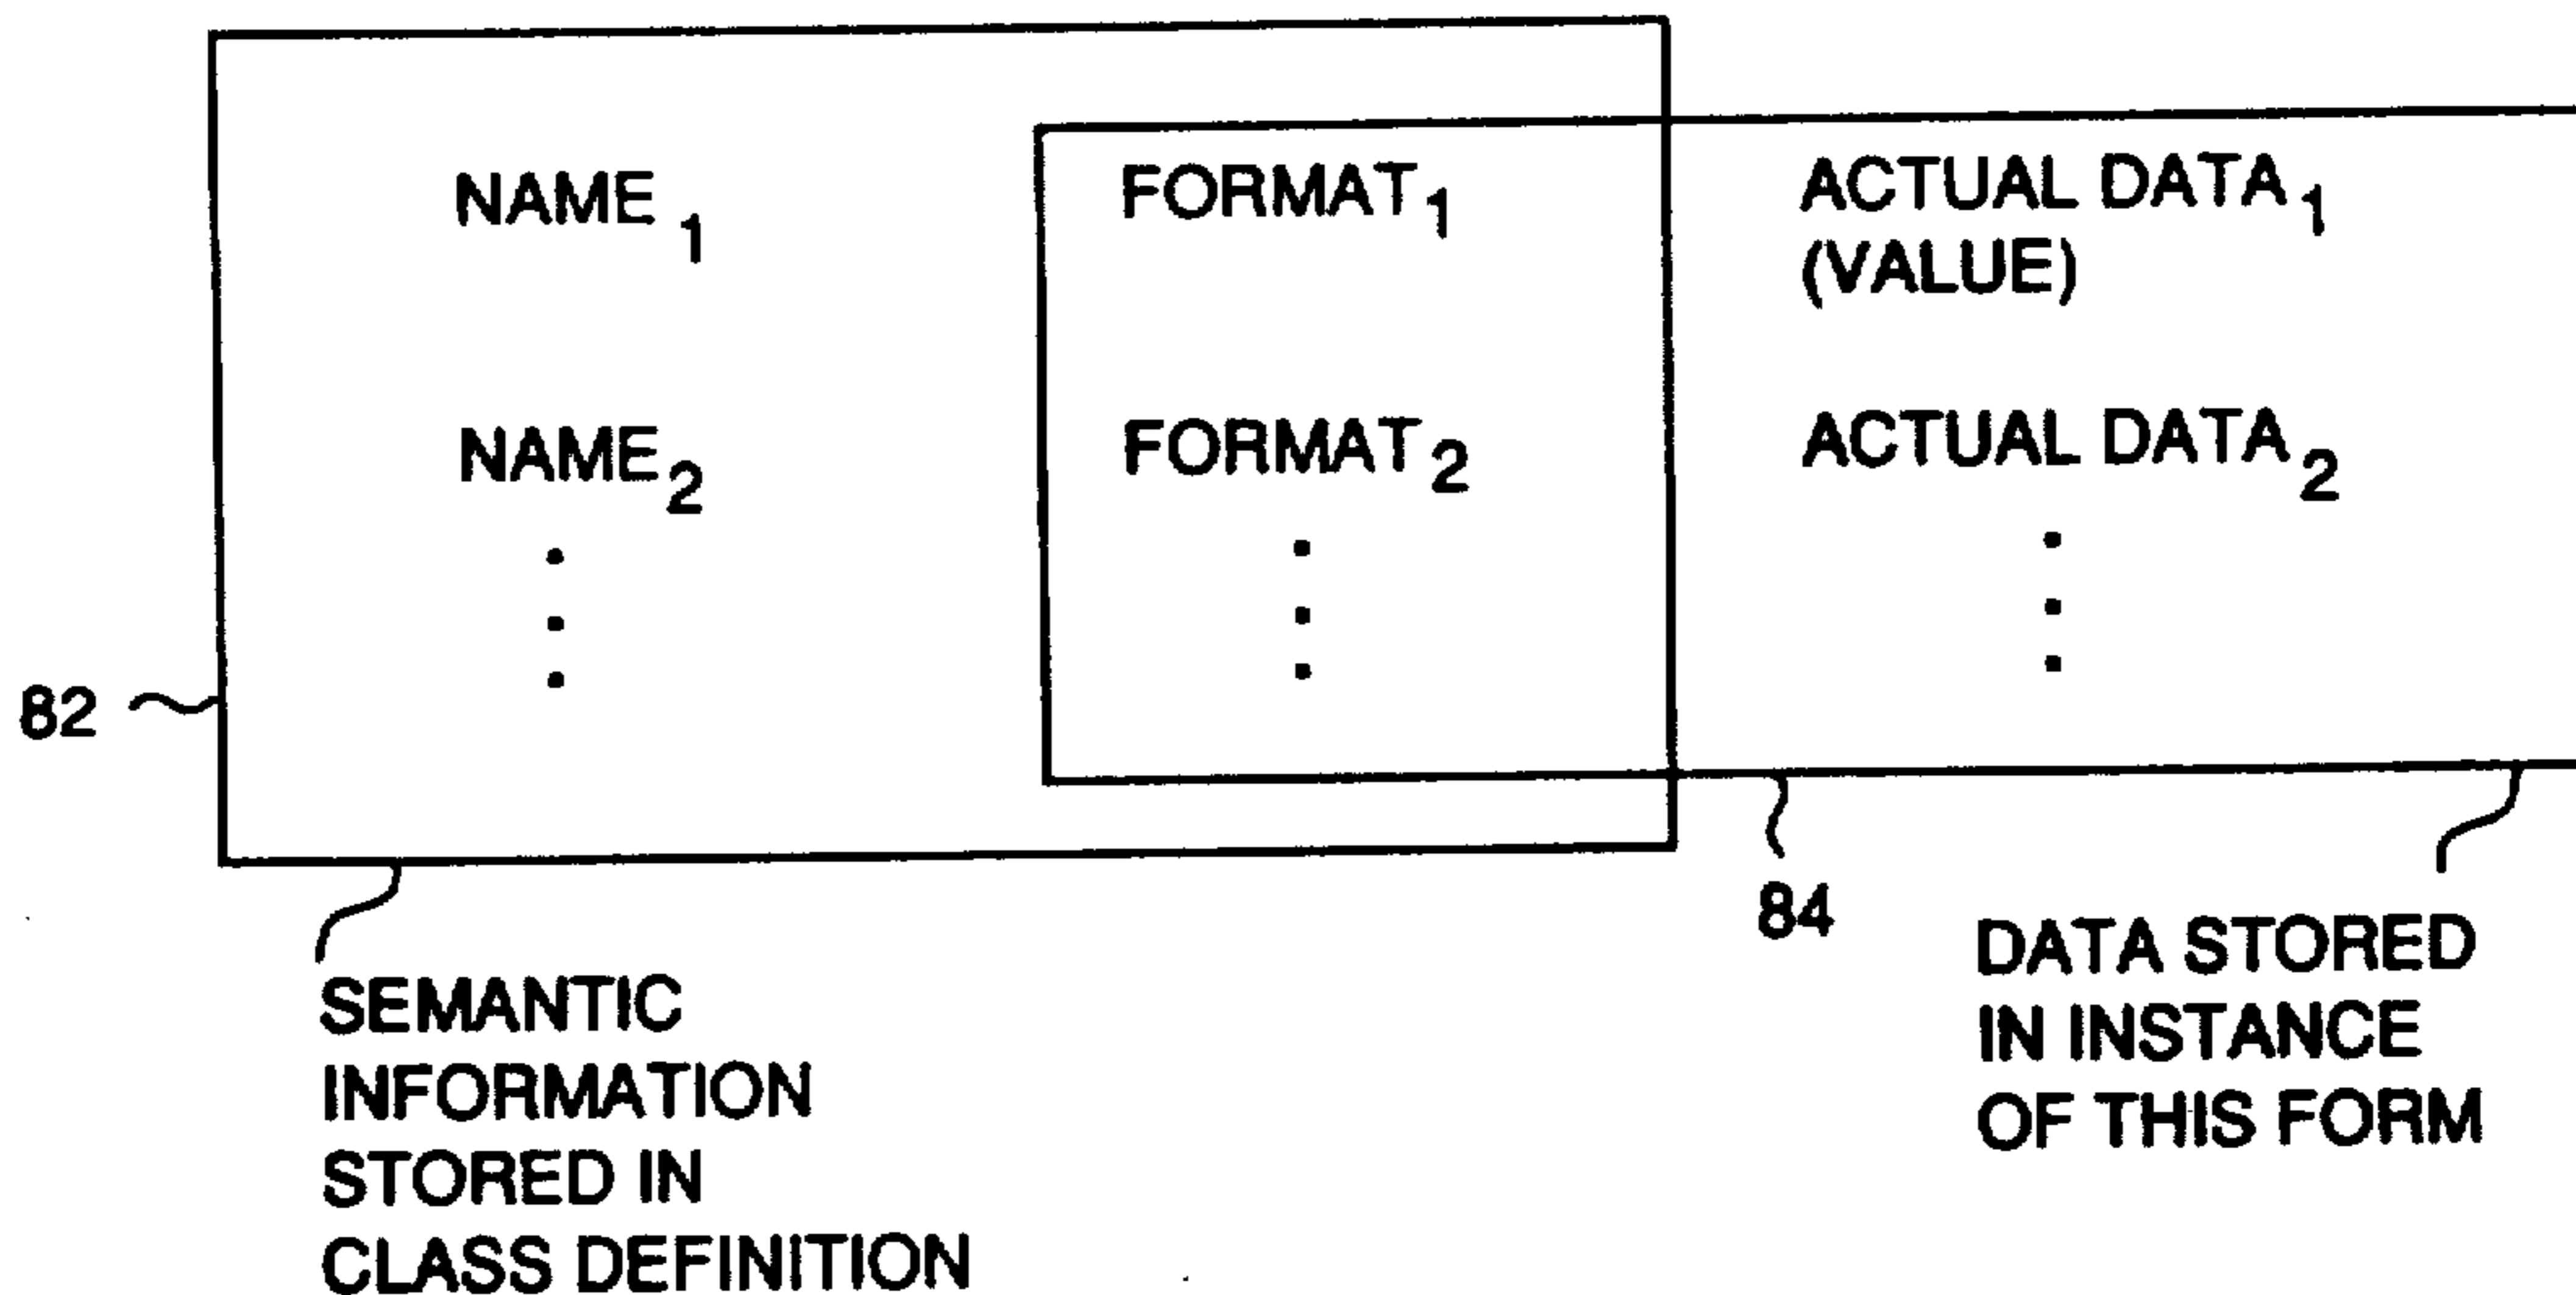 NAME₁ FORMAT₁ ACTUAL DATA₁
(VALUE)
NAME₂ FORMAT₂ ACTUAL DATA₂
82
84
SEMANTIC
INFORMATION
STORED IN
CLASS DEFINITION
DATA STORED
IN INSTANCE
OF THIS FORM